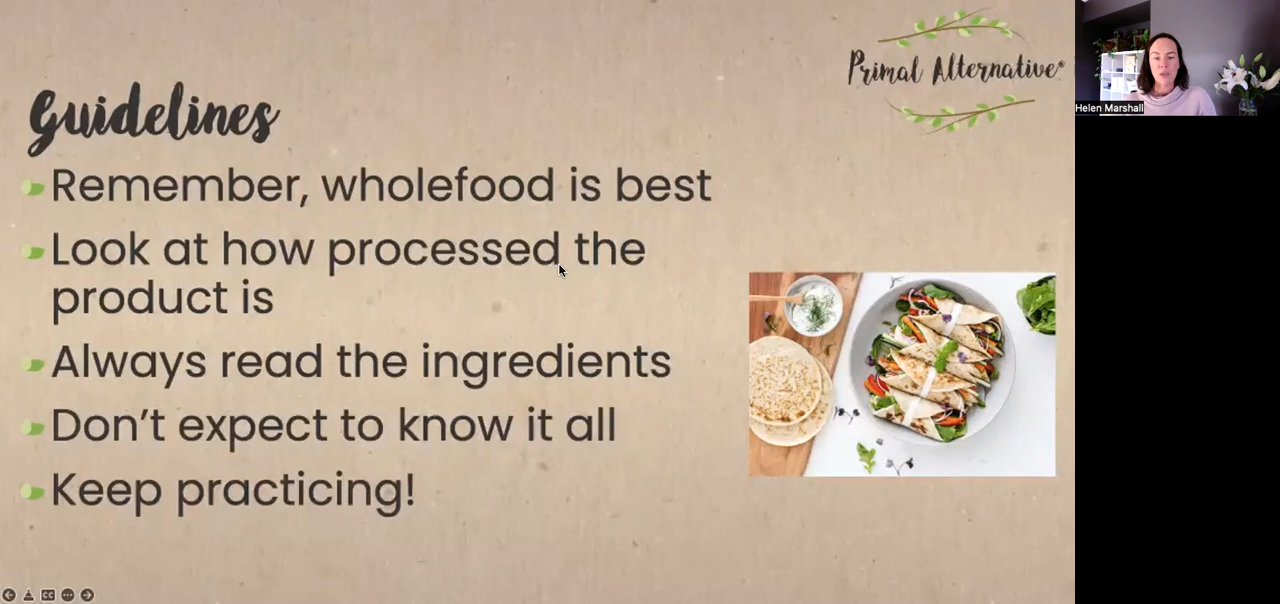 Primal Alternative®
Helen Marshall
Guidelines
Remember, wholefood is best
Look at how processed the
product is
Always read the ingredients
Don’t expect to know it all
Keep practicing!
CC